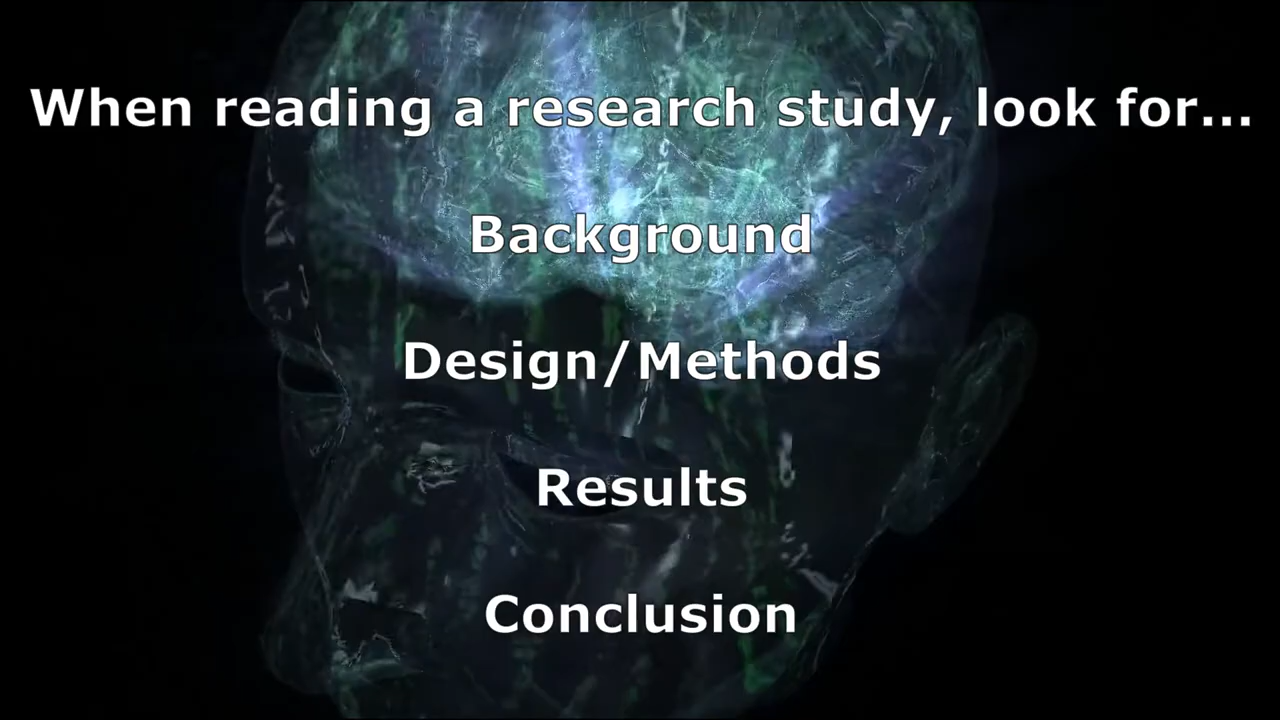 When reading a research study, look for...
Background
Design/Methods
Results
Conclusion